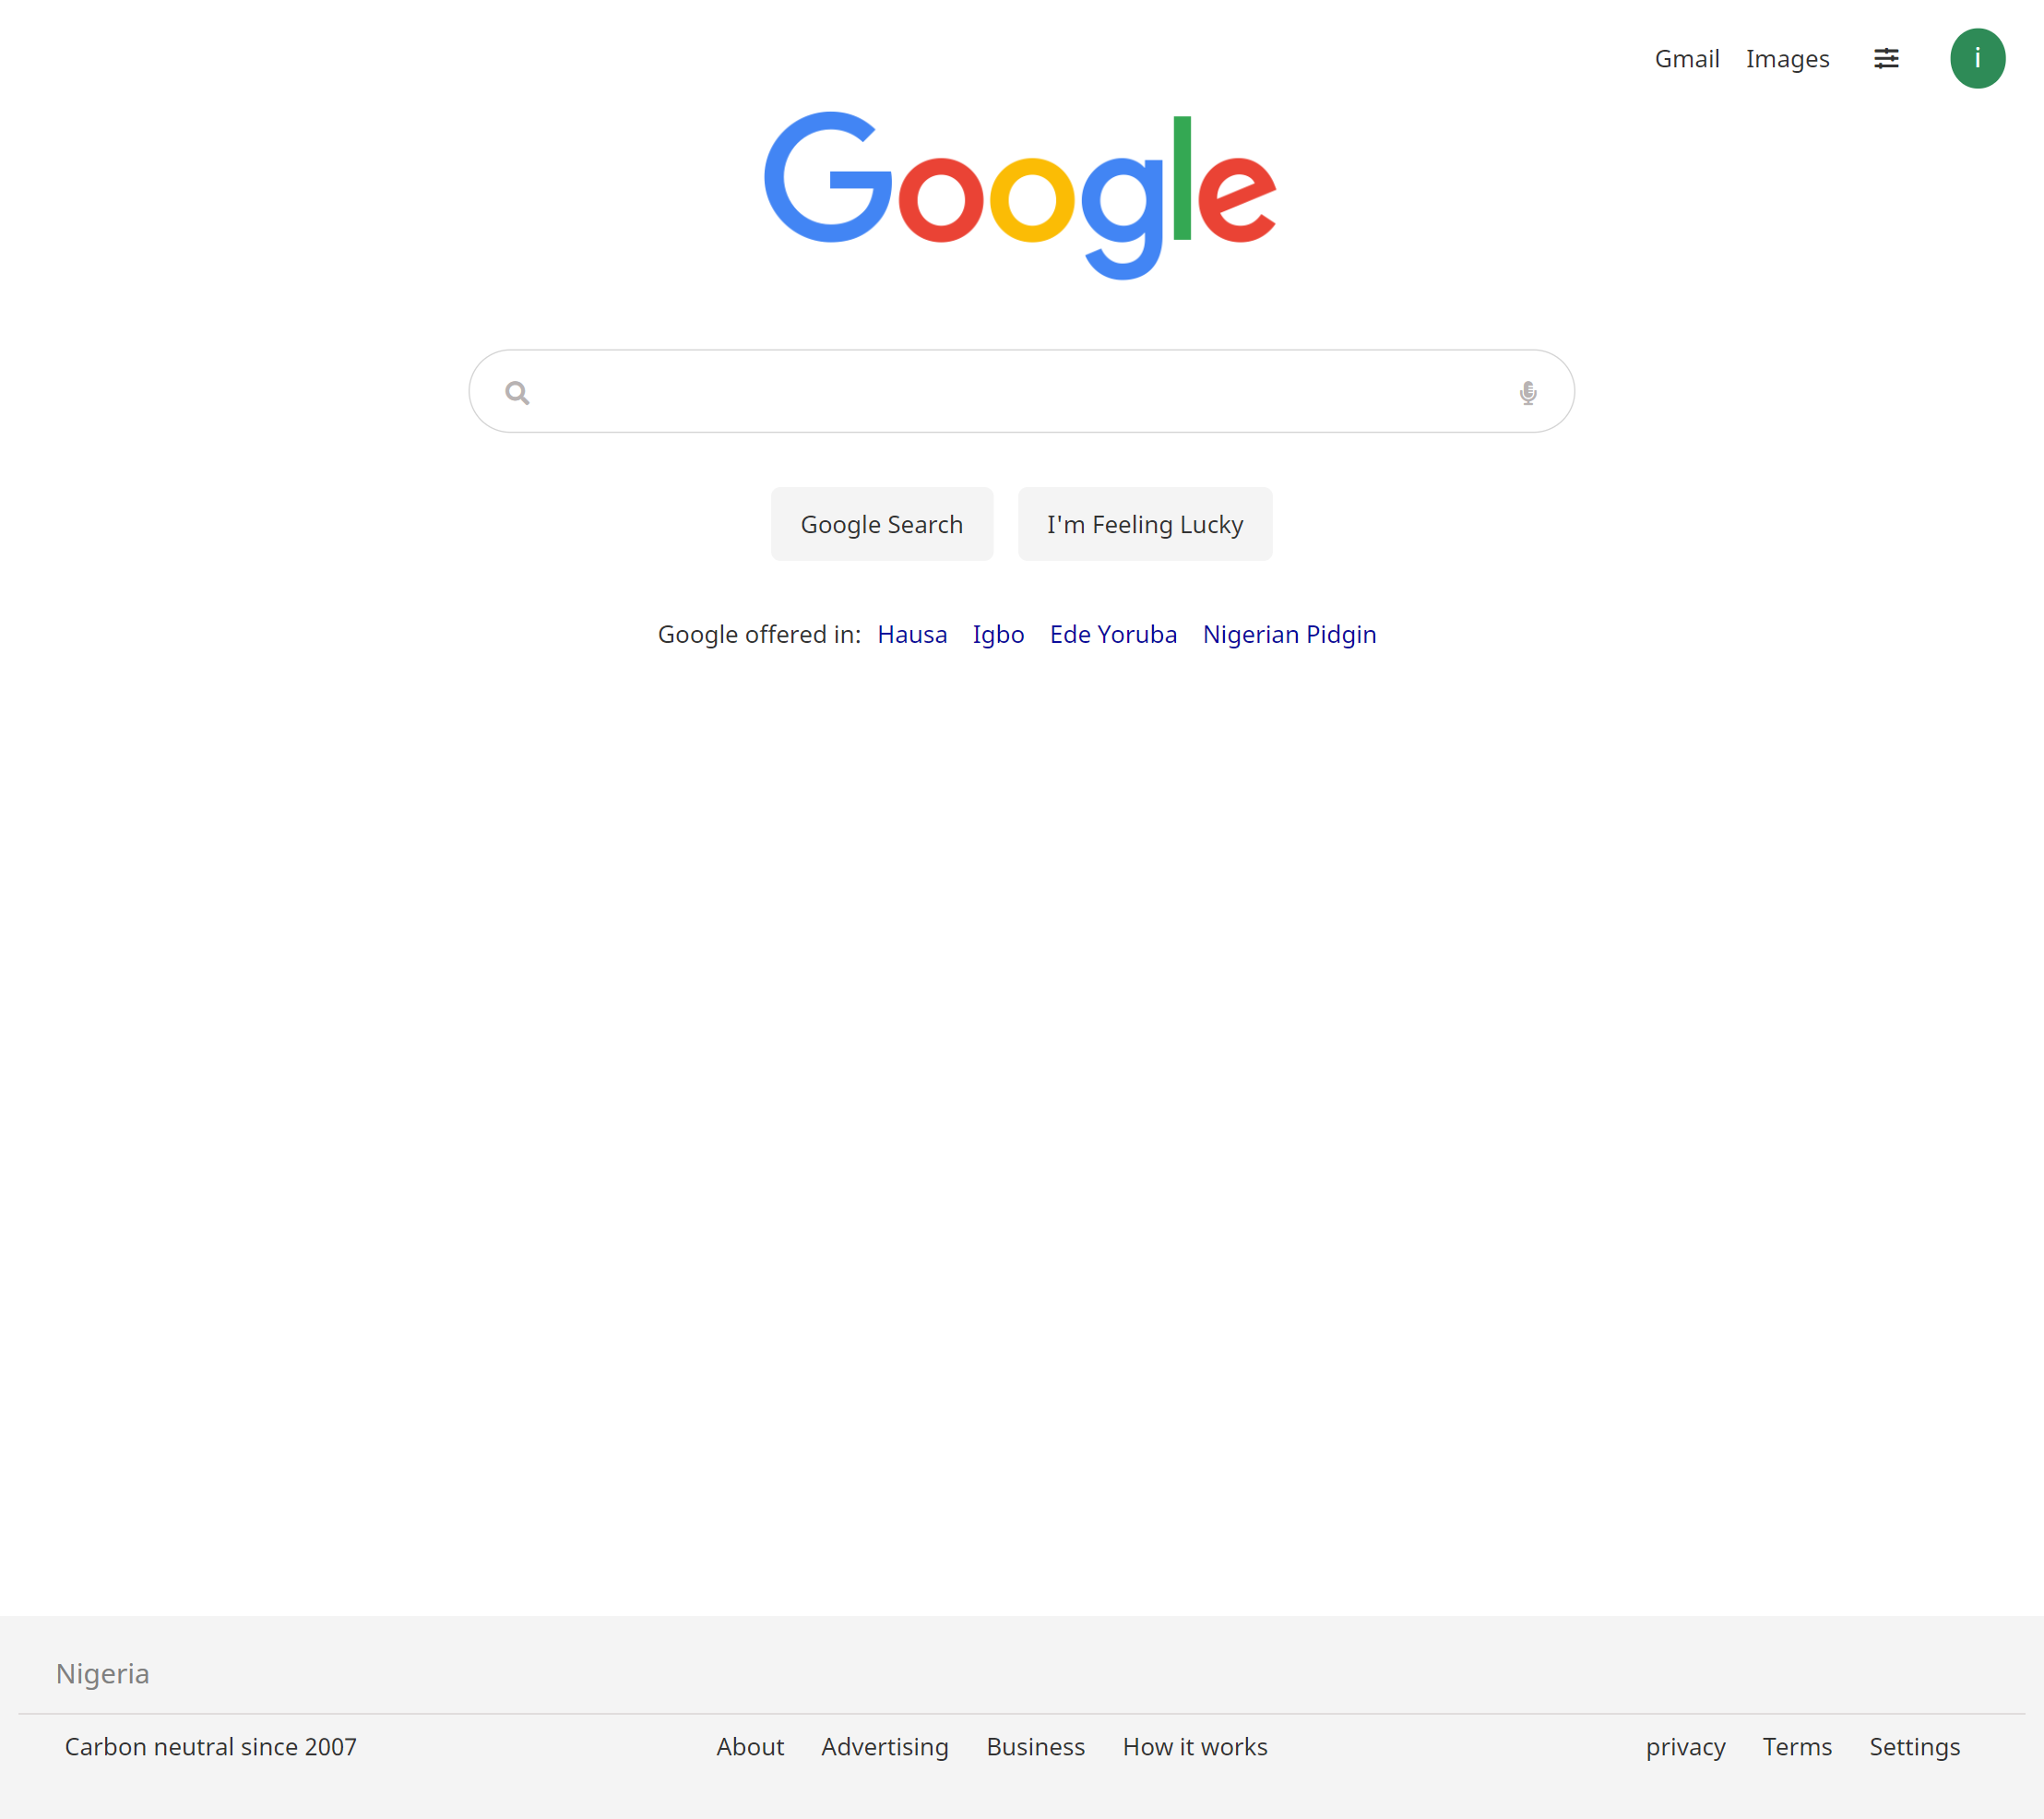 Gmail Images i
Google
Google Search I'm Feeling Lucky
Google offered in: Hausa Igbo Ede Yoruba Nigerian Pidgin
Nigeria
Carbon neutral since 2007 About Advertising Business How it works privacy Terms Settings